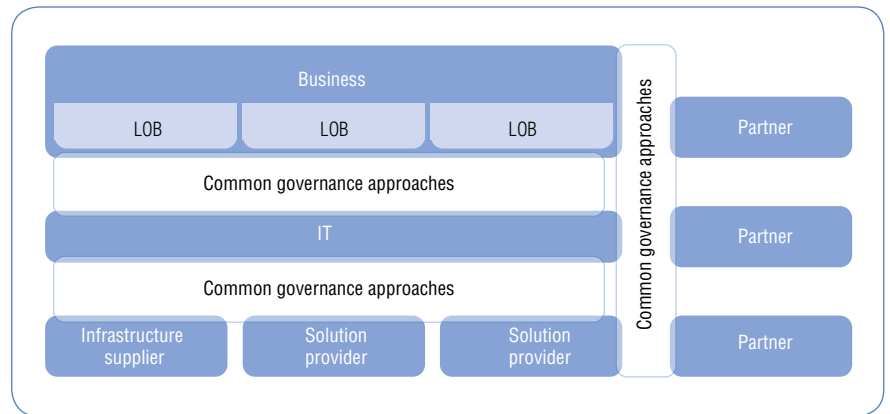 Business
LOB
LOB
LOB
Common governance approaches
IT
Common governance approaches
Infrastructure
supplier
Solution
provider
Solution
provider
Common governance approaches
Partner
Partner
Partner